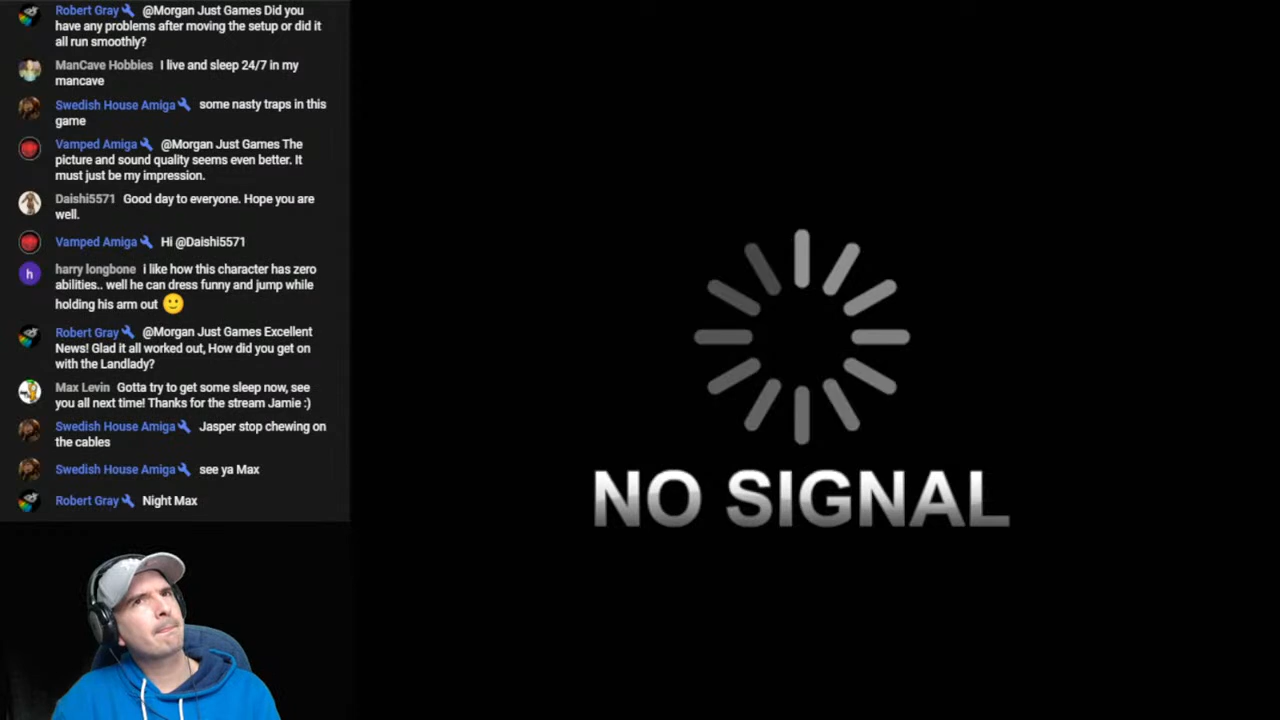 Robert Gray @Morgan Just Games Did you
have any problems after moving the setup or did it
all run smoothly?
ManCave Hobbies I live and sleep 24/7 in my
mancave
Swedish House Amiga some nasty traps in this
game
Vamped Amiga @Morgan Just Games The
picture and sound quality seems even better. It
must just be my impression.
Daishi5571 Good day to everyone. Hope you are
well.
Vamped Amiga Hi @Daishi5571
h
harry longbone i like how this character has zero
abilities.. well he can dress funny and jump while
holding his arm out
Robert Gray @Morgan Just Games Excellent
News! Glad it all worked out, How did you get on
with the Landlady?
Max Levin Gotta try to get some sleep now, see
you all next time! Thanks for the stream Jamie :)
Swedish House Amiga Jasper stop chewing on
the cables
Swedish House Amiga see ya Max
Robert Gray Night Max
NO SIGNAL